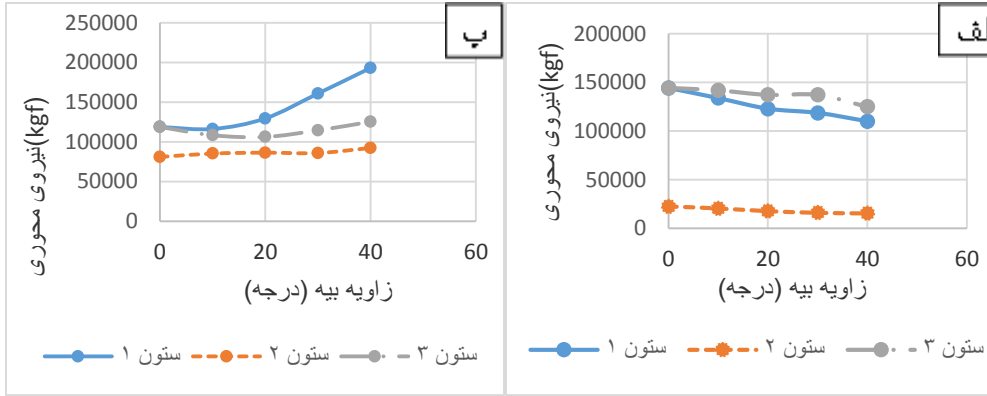 الف
200000
150000
100000
50000
0
نیروی محوری(kgf)
0 20 40 60
زاویه بیه (درجه)
ستون ۱ ستون ۲ ستون ۳
ب
250000
200000
150000
100000
50000
0
نیروی محوری(kgf)
0 20 40 60
زاویه بیه (درجه)
ستون ۱ ستون ۲ ستون ۳